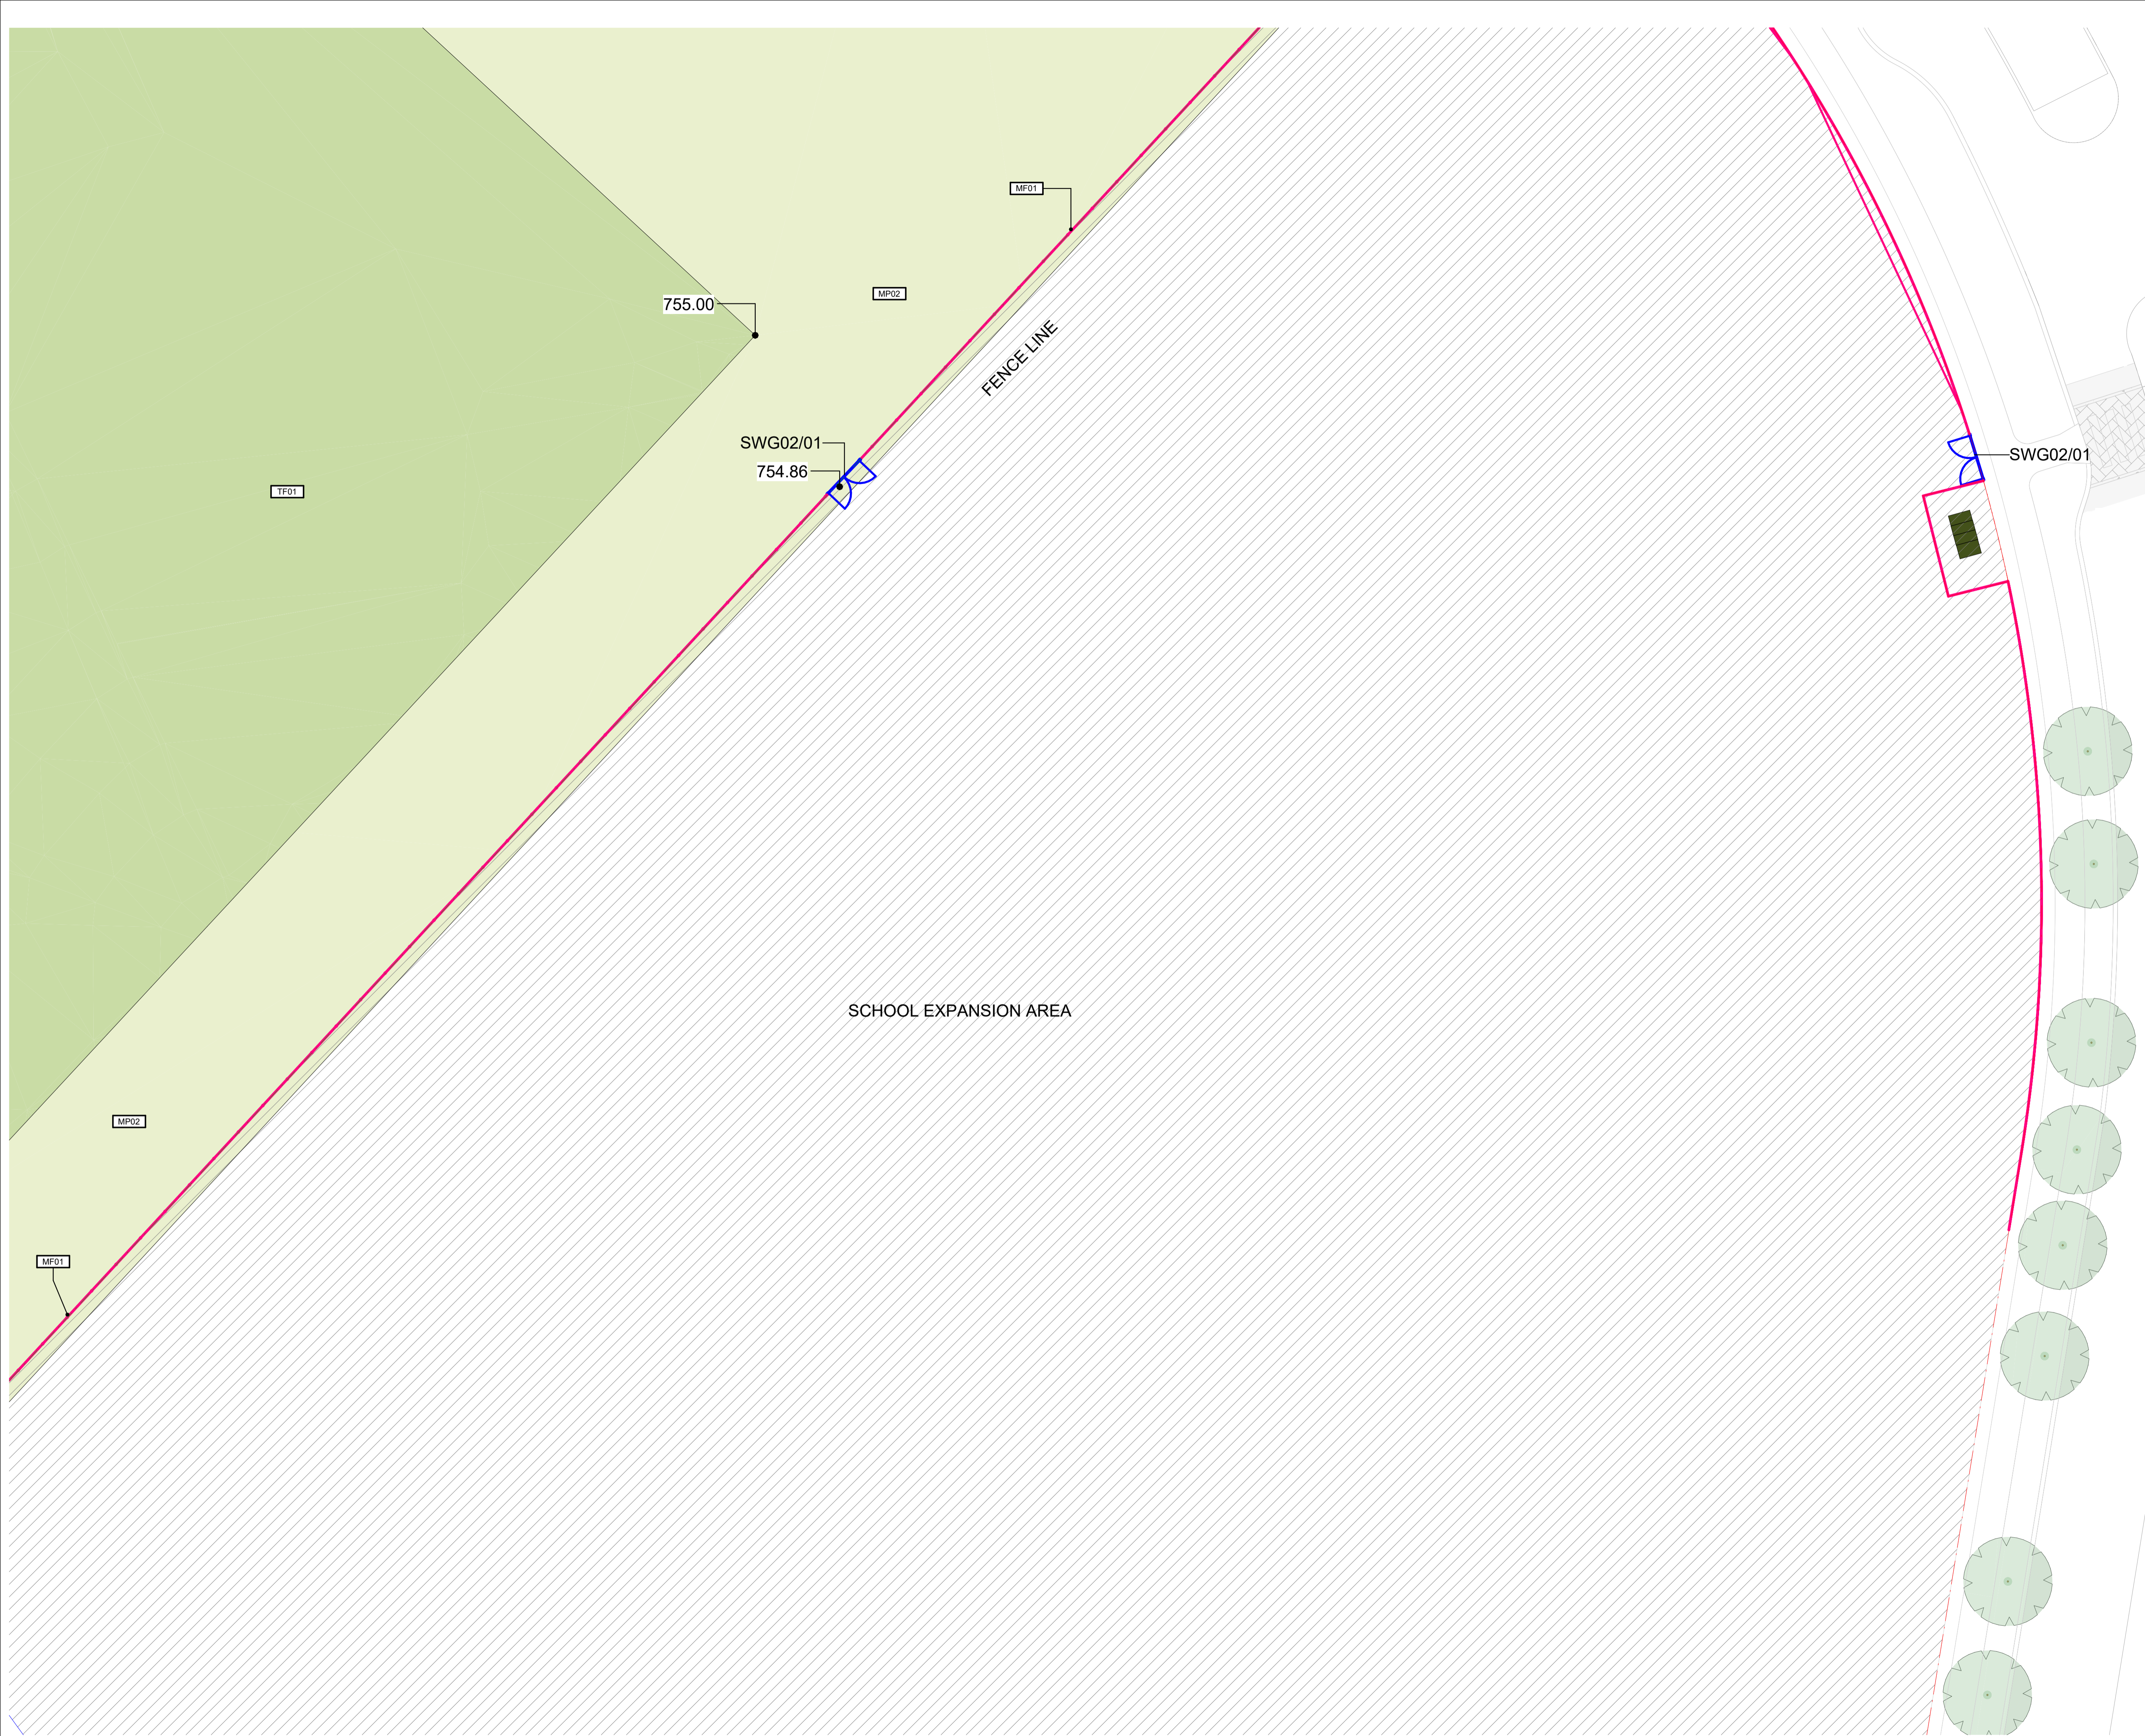 MF01
MP02
755.00
FENCE LINE
SWG02/01
SWG02/01
754.86
TF01
SCHOOL EXPANSION AREA
MP02
MF01